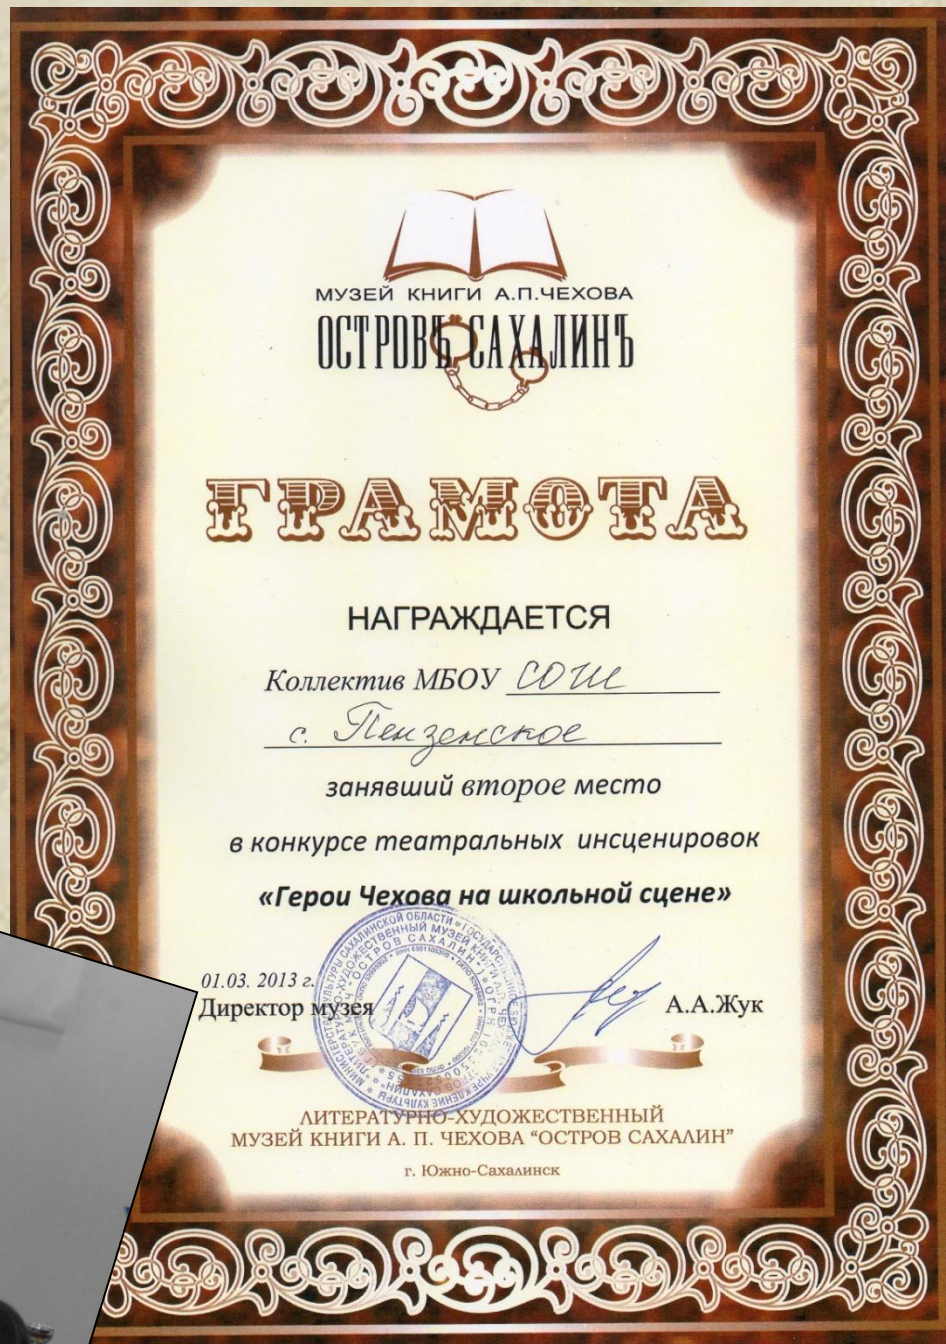 МУЗЕЙ КНИГИ А.П.ЧЕХОВА
ОСТРОВЪ САХАЛИНЪ
ГРАМОТА
НАГРАЖДАЕТСЯ
Коллектив МБОУ СОШ
с. Пензенское
занявший второе место
в конкурсе театральных инсценировок
«Герои Чехова на школьной сцене»
01.03. 2013 г.
Директор музея А.А.Жук
ЛИТЕРАТУРНО-ХУДОЖЕСТВЕННЫЙ
МУЗЕЙ КНИГИ А. П. ЧЕХОВА “ОСТРОВ САХАЛИН”
г. Южно-Сахалинск